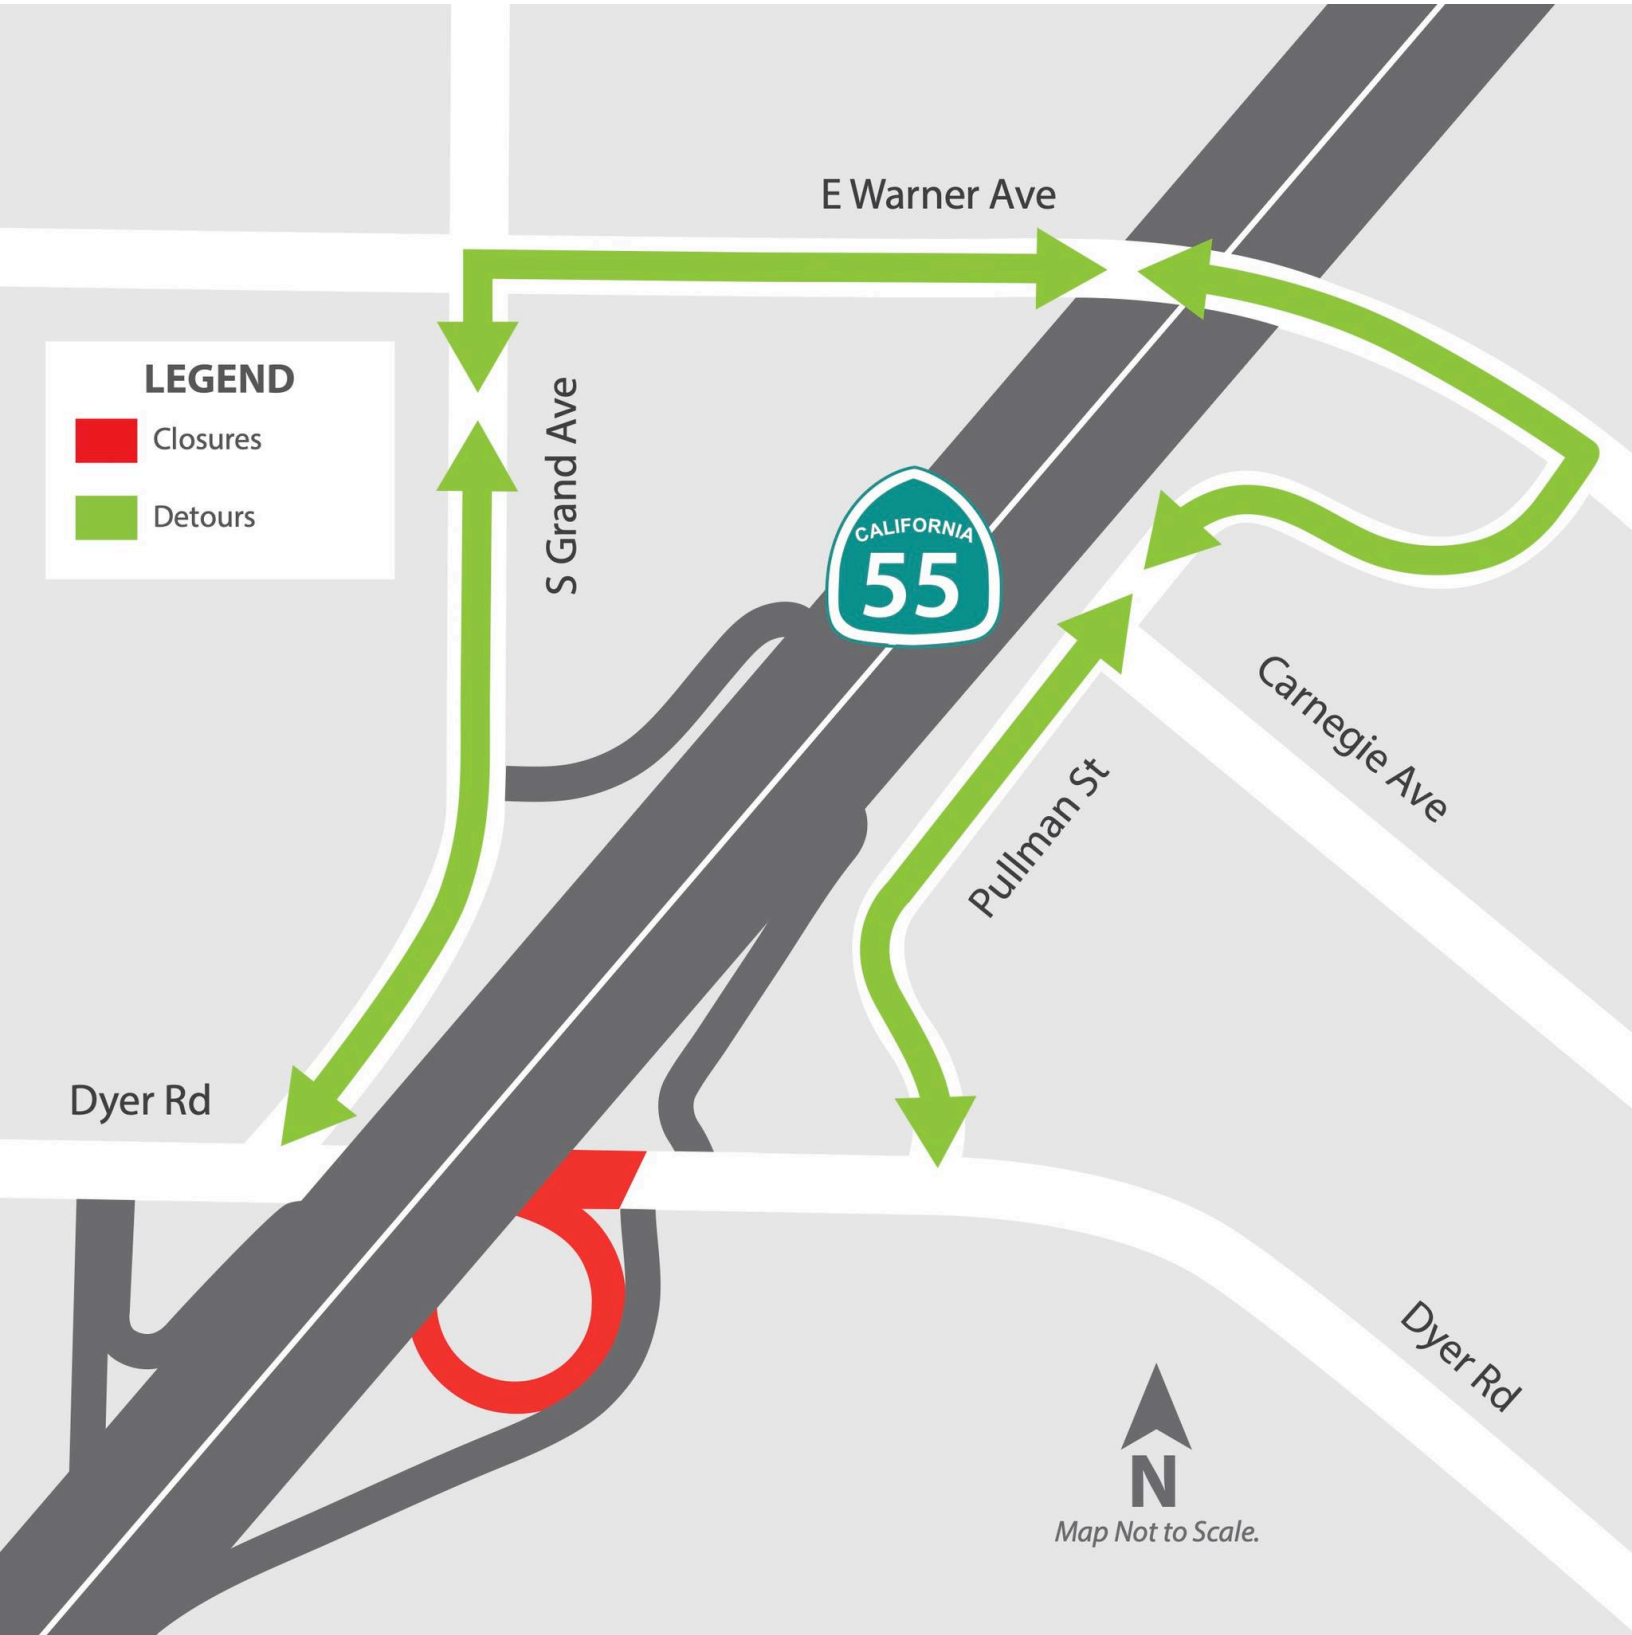 E Warner Ave
LEGEND
Closures
Detours
S Grand Ave
CALIFORNIA
55
Carnegie Ave
Pullman St
Dyer Rd
Dyer Rd
N
Map Not to Scale.